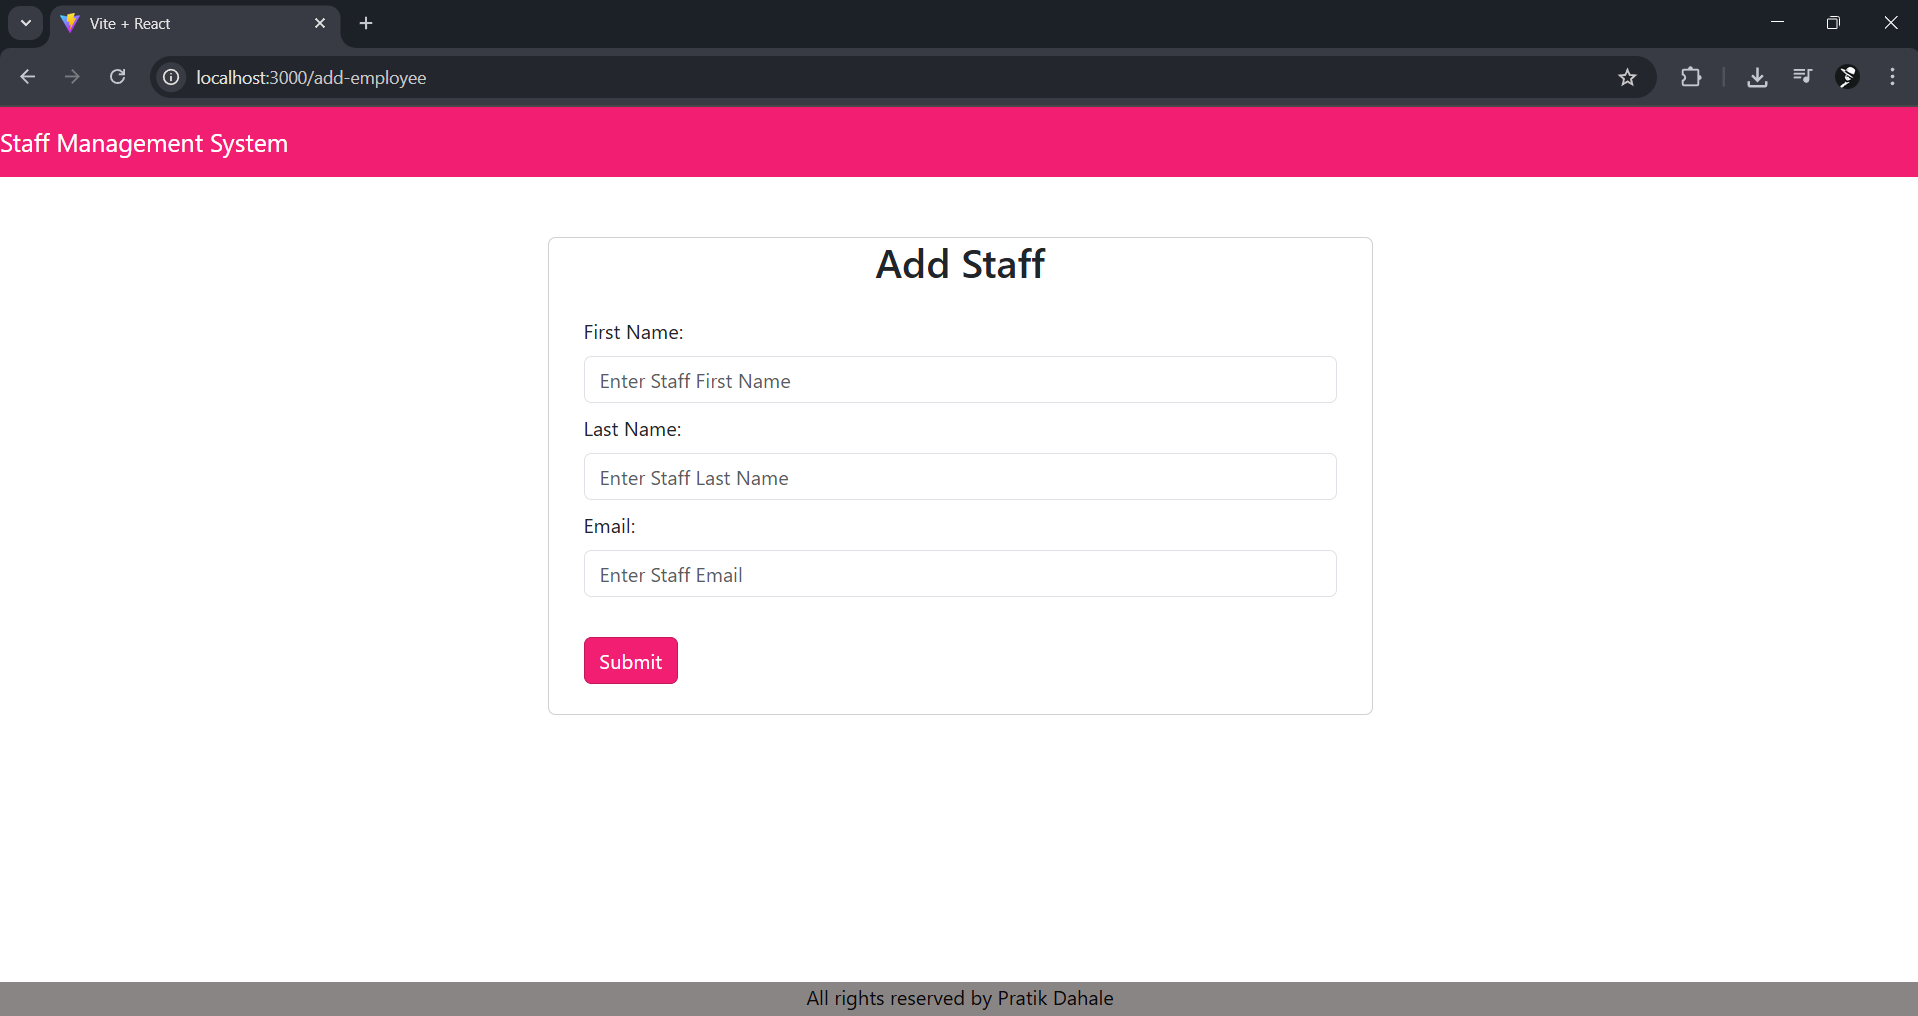 Vite + React
localhost:3000/add-employee
Staff Management System
Add Staff
First Name:
Enter Staff First Name
Last Name:
Enter Staff Last Name
Email:
Enter Staff Email
Submit
All rights reserved by Pratik Dahale